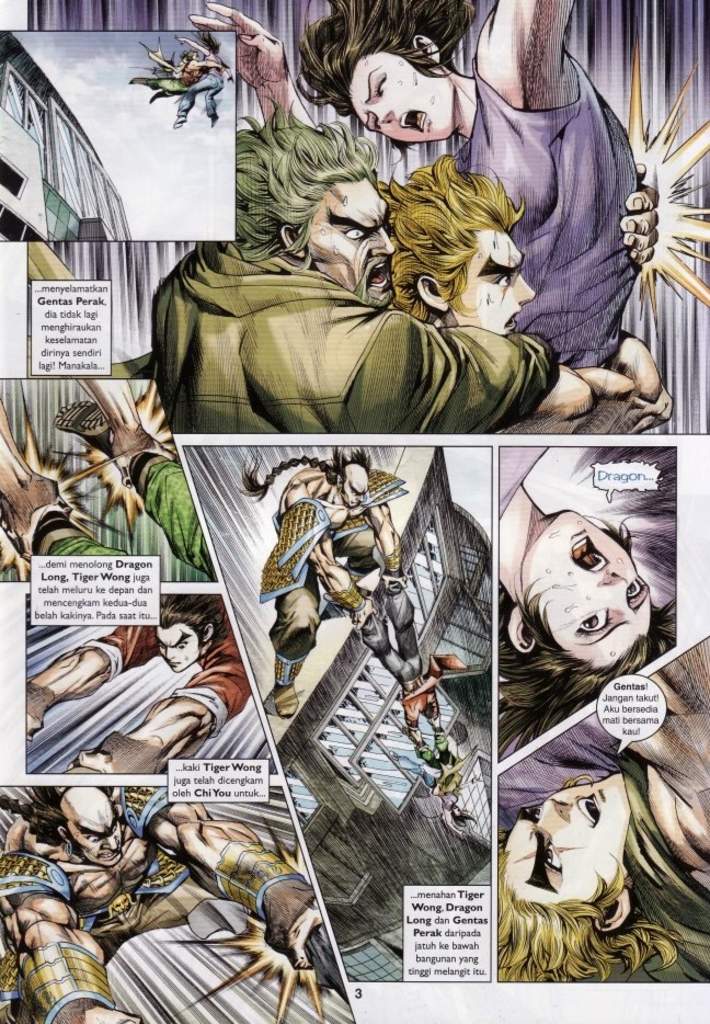 ...menyelamatkan
Gentas Perak,
dia tidak lagi
menghiraukan
keselamatan
dirinya sendiri
lagi! Manakala...
...demi menolong Dragon
Long, Tiger Wong juga
telah memaut dan
mencengkam kedua-dua
belah kakinya. Pada saat itu...
...kaki Tiger Wong
juga telah dicengkam
oleh Chi You untuk...
...menahan Tiger
Wong, Dragon
Long dan Gentas
Perak daripada
jatuh ke bawah
bangunan yang
tinggi melangit itu.
Dragon...
Gentas!
Jangan takut!
Aku bersedia
mati bersama
kau!
3